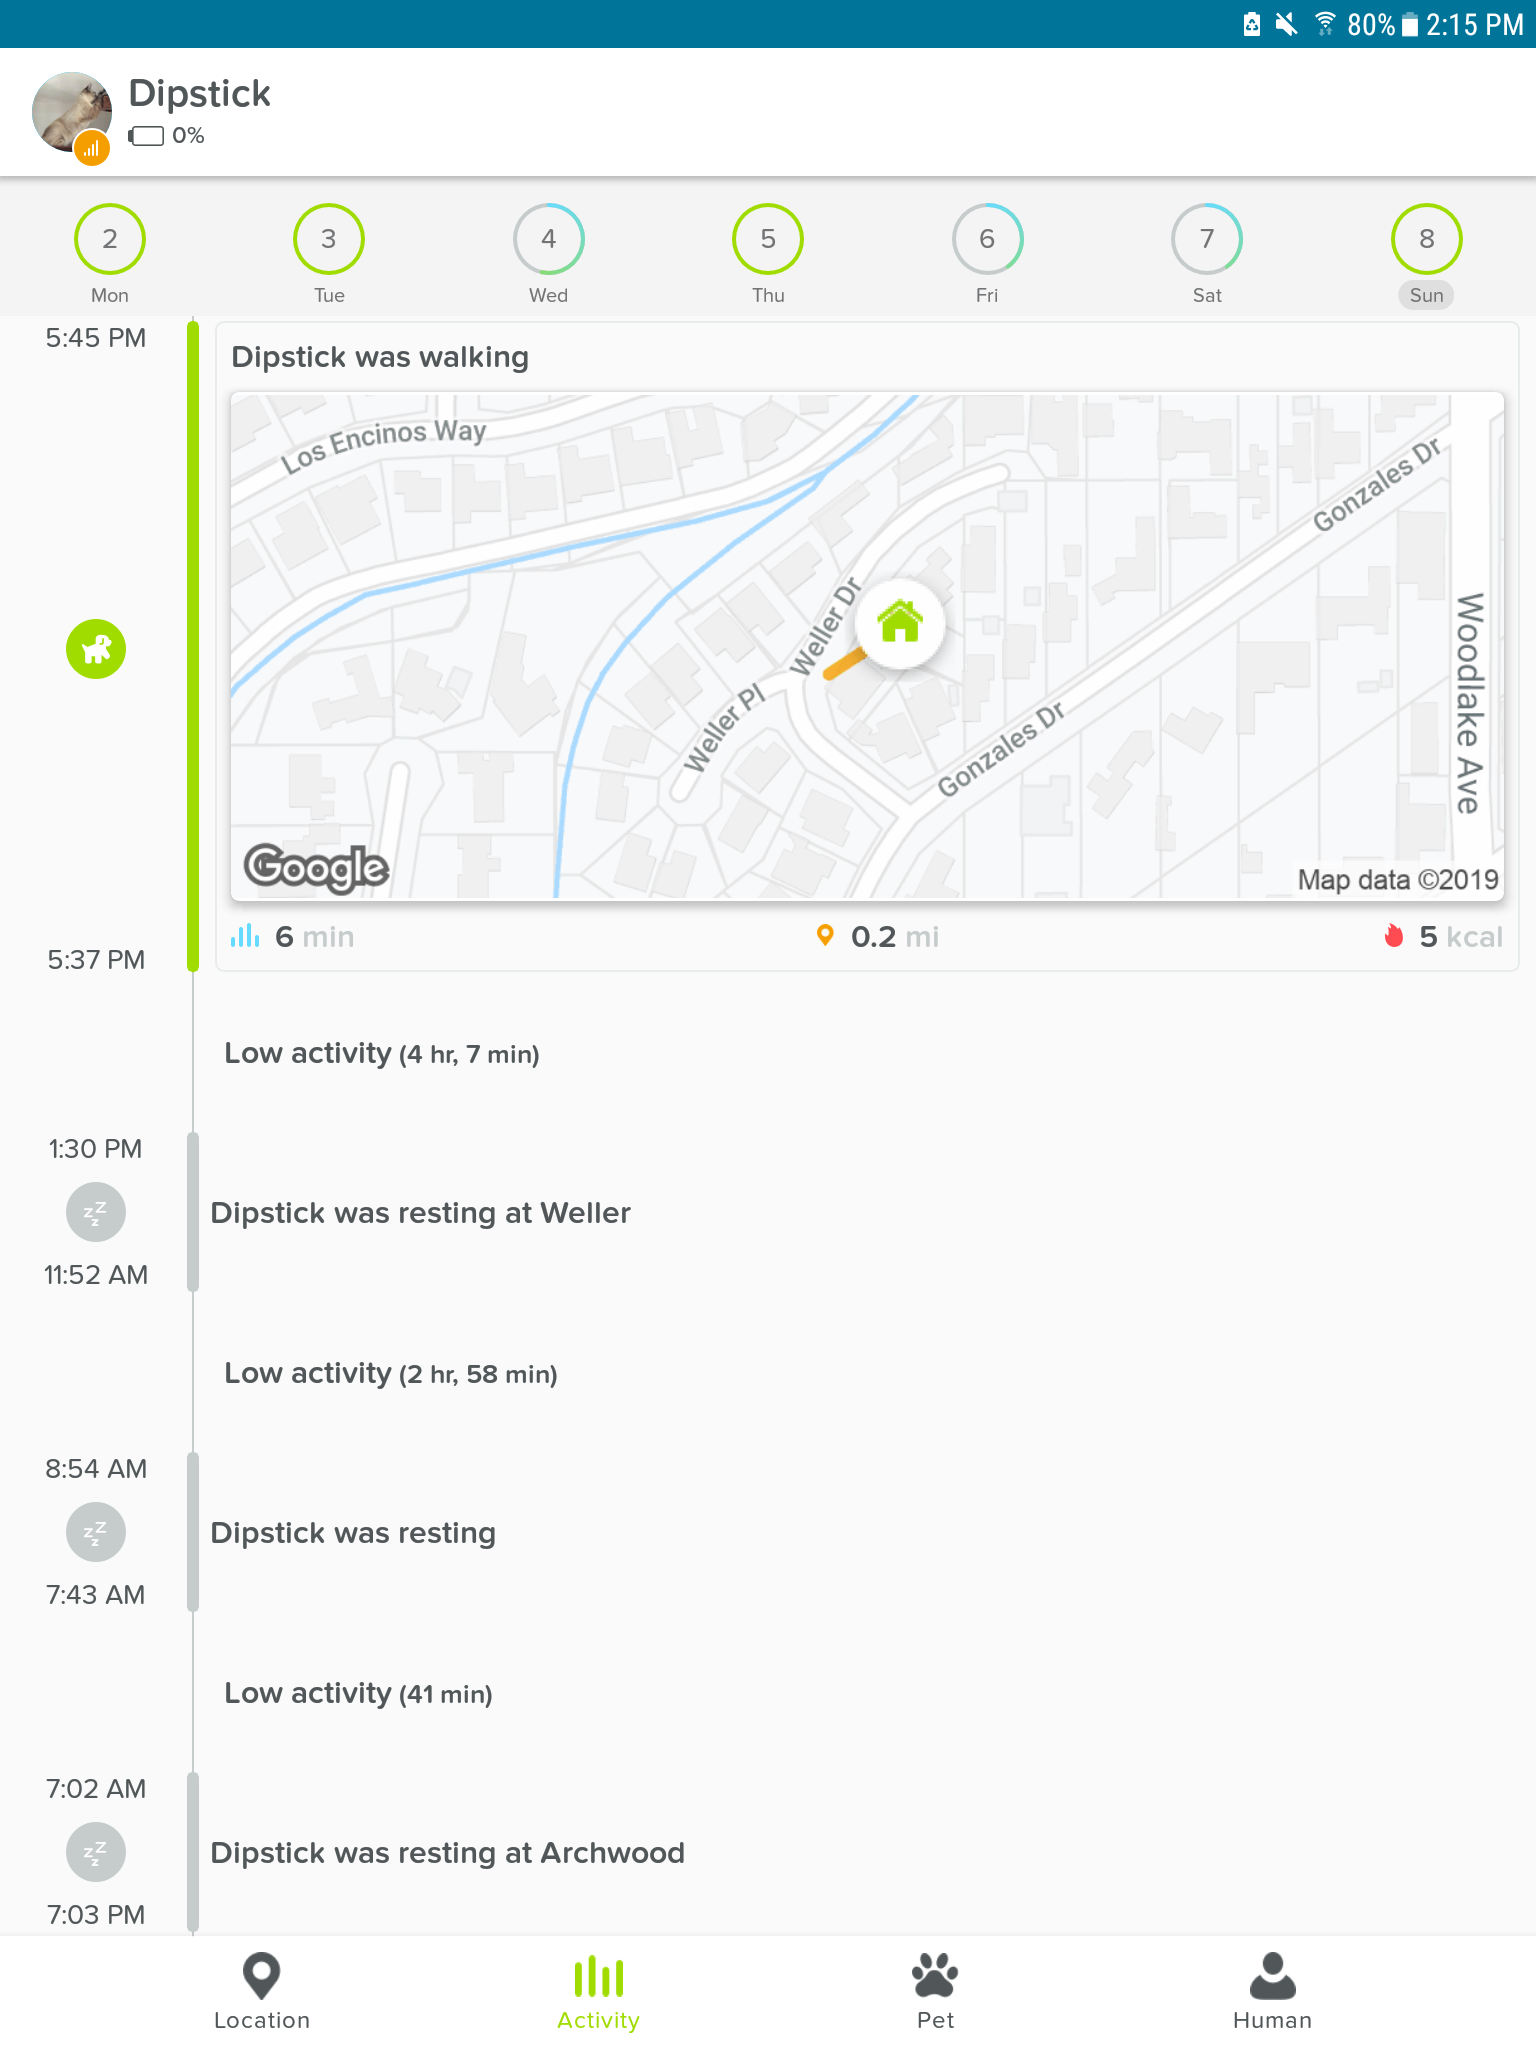 80% 2:15 PM
Dipstick
0%
2 3 4 5 6 7 8
Mon Tue Wed Thu Fri Sat Sun
5:45 PM
Dipstick was walking
Los Encinos Way
Gonzales Dr
Weller Dr
Woodlake Ave
Weller Pl
Gonzales Dr
Google
Map data ©2019
6 min 0.2 mi 5 kcal
5:37 PM
Low activity (4 hr, 7 min)
1:30 PM
zzz
Dipstick was resting at Weller
11:52 AM
Low activity (2 hr, 58 min)
8:54 AM
zzz
Dipstick was resting
7:43 AM
Low activity (41 min)
7:02 AM
zzz
Dipstick was resting at Archwood
7:03 PM
Location Activity Pet Human